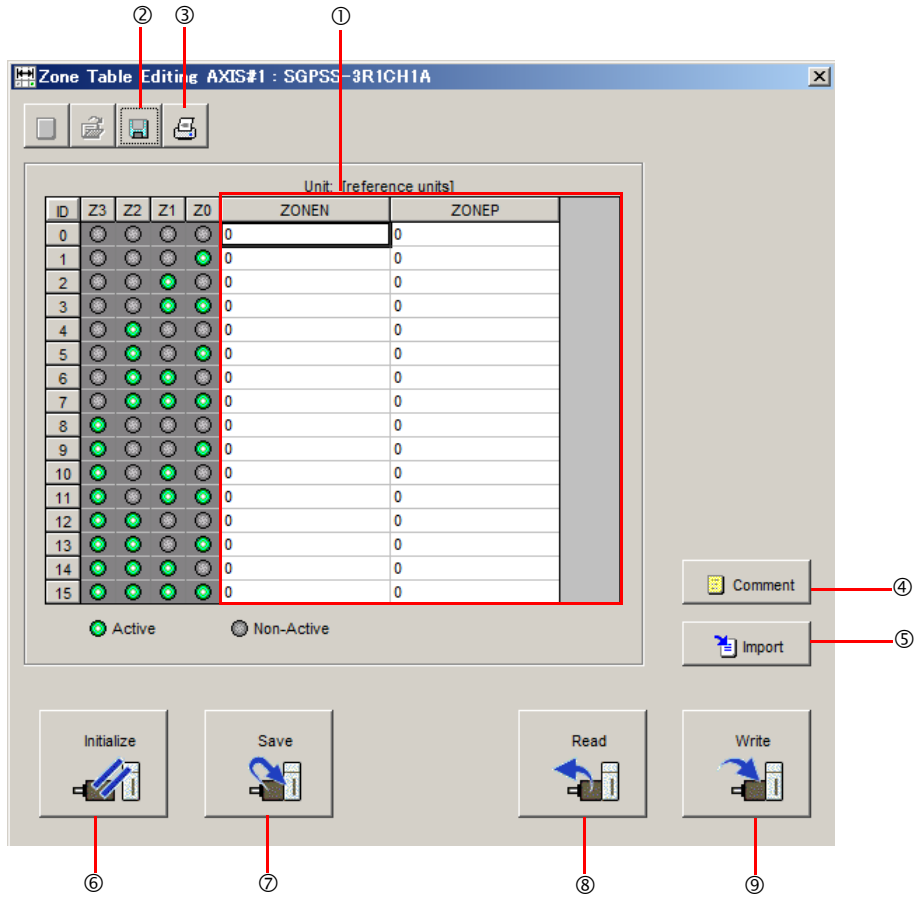 ② ③ ①
Zone Table Editing AXIS#1 : SGPSS-3R1CH1A
Unit: [reference units]
ID Z3 Z2 Z1 Z0 ZONEN ZONEP
0 0 0
1 0 0
2 0 0
3 0 0
4 0 0
5 0 0
6 0 0
7 0 0
8 0 0
9 0 0
10 0 0
11 0 0
12 0 0
13 0 0
14 0 0
15 0 0
Active Non-Active
Comment ④
Import ⑤
Initialize Save Read Write
⑥ ⑦ ⑧ ⑨